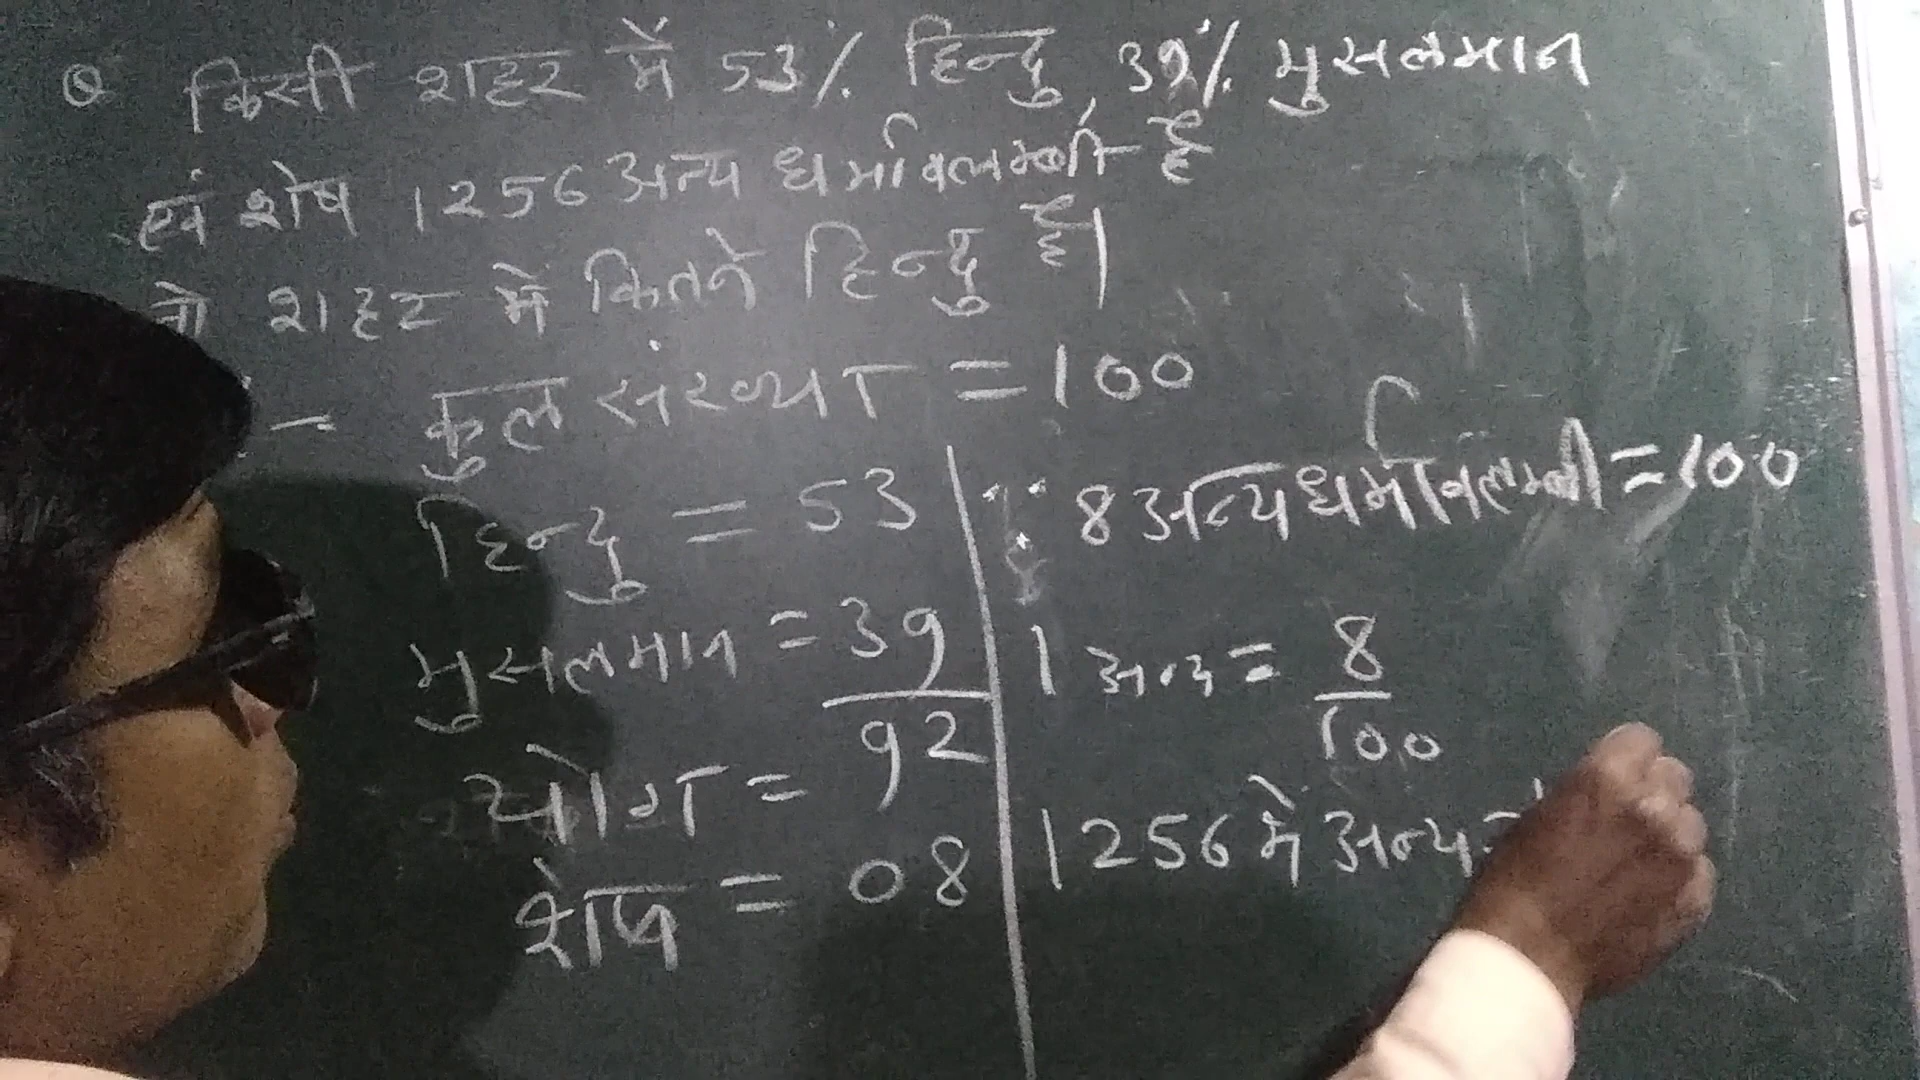 Q किसी शहर में 53% हिन्दु, 39% मुसलमान
एवं शेष 1256 अन्य धर्मावलम्बी है
तो शहर में कितने हिन्दु है।
– कुल संख्या = 100
हिन्दु = 53
मुसलमान = 39
92
योग =
शेष = 08
∵ 8 अन्य धर्मावलम्बी = 100
1 अन्य = 8
100
1256 में अन्य